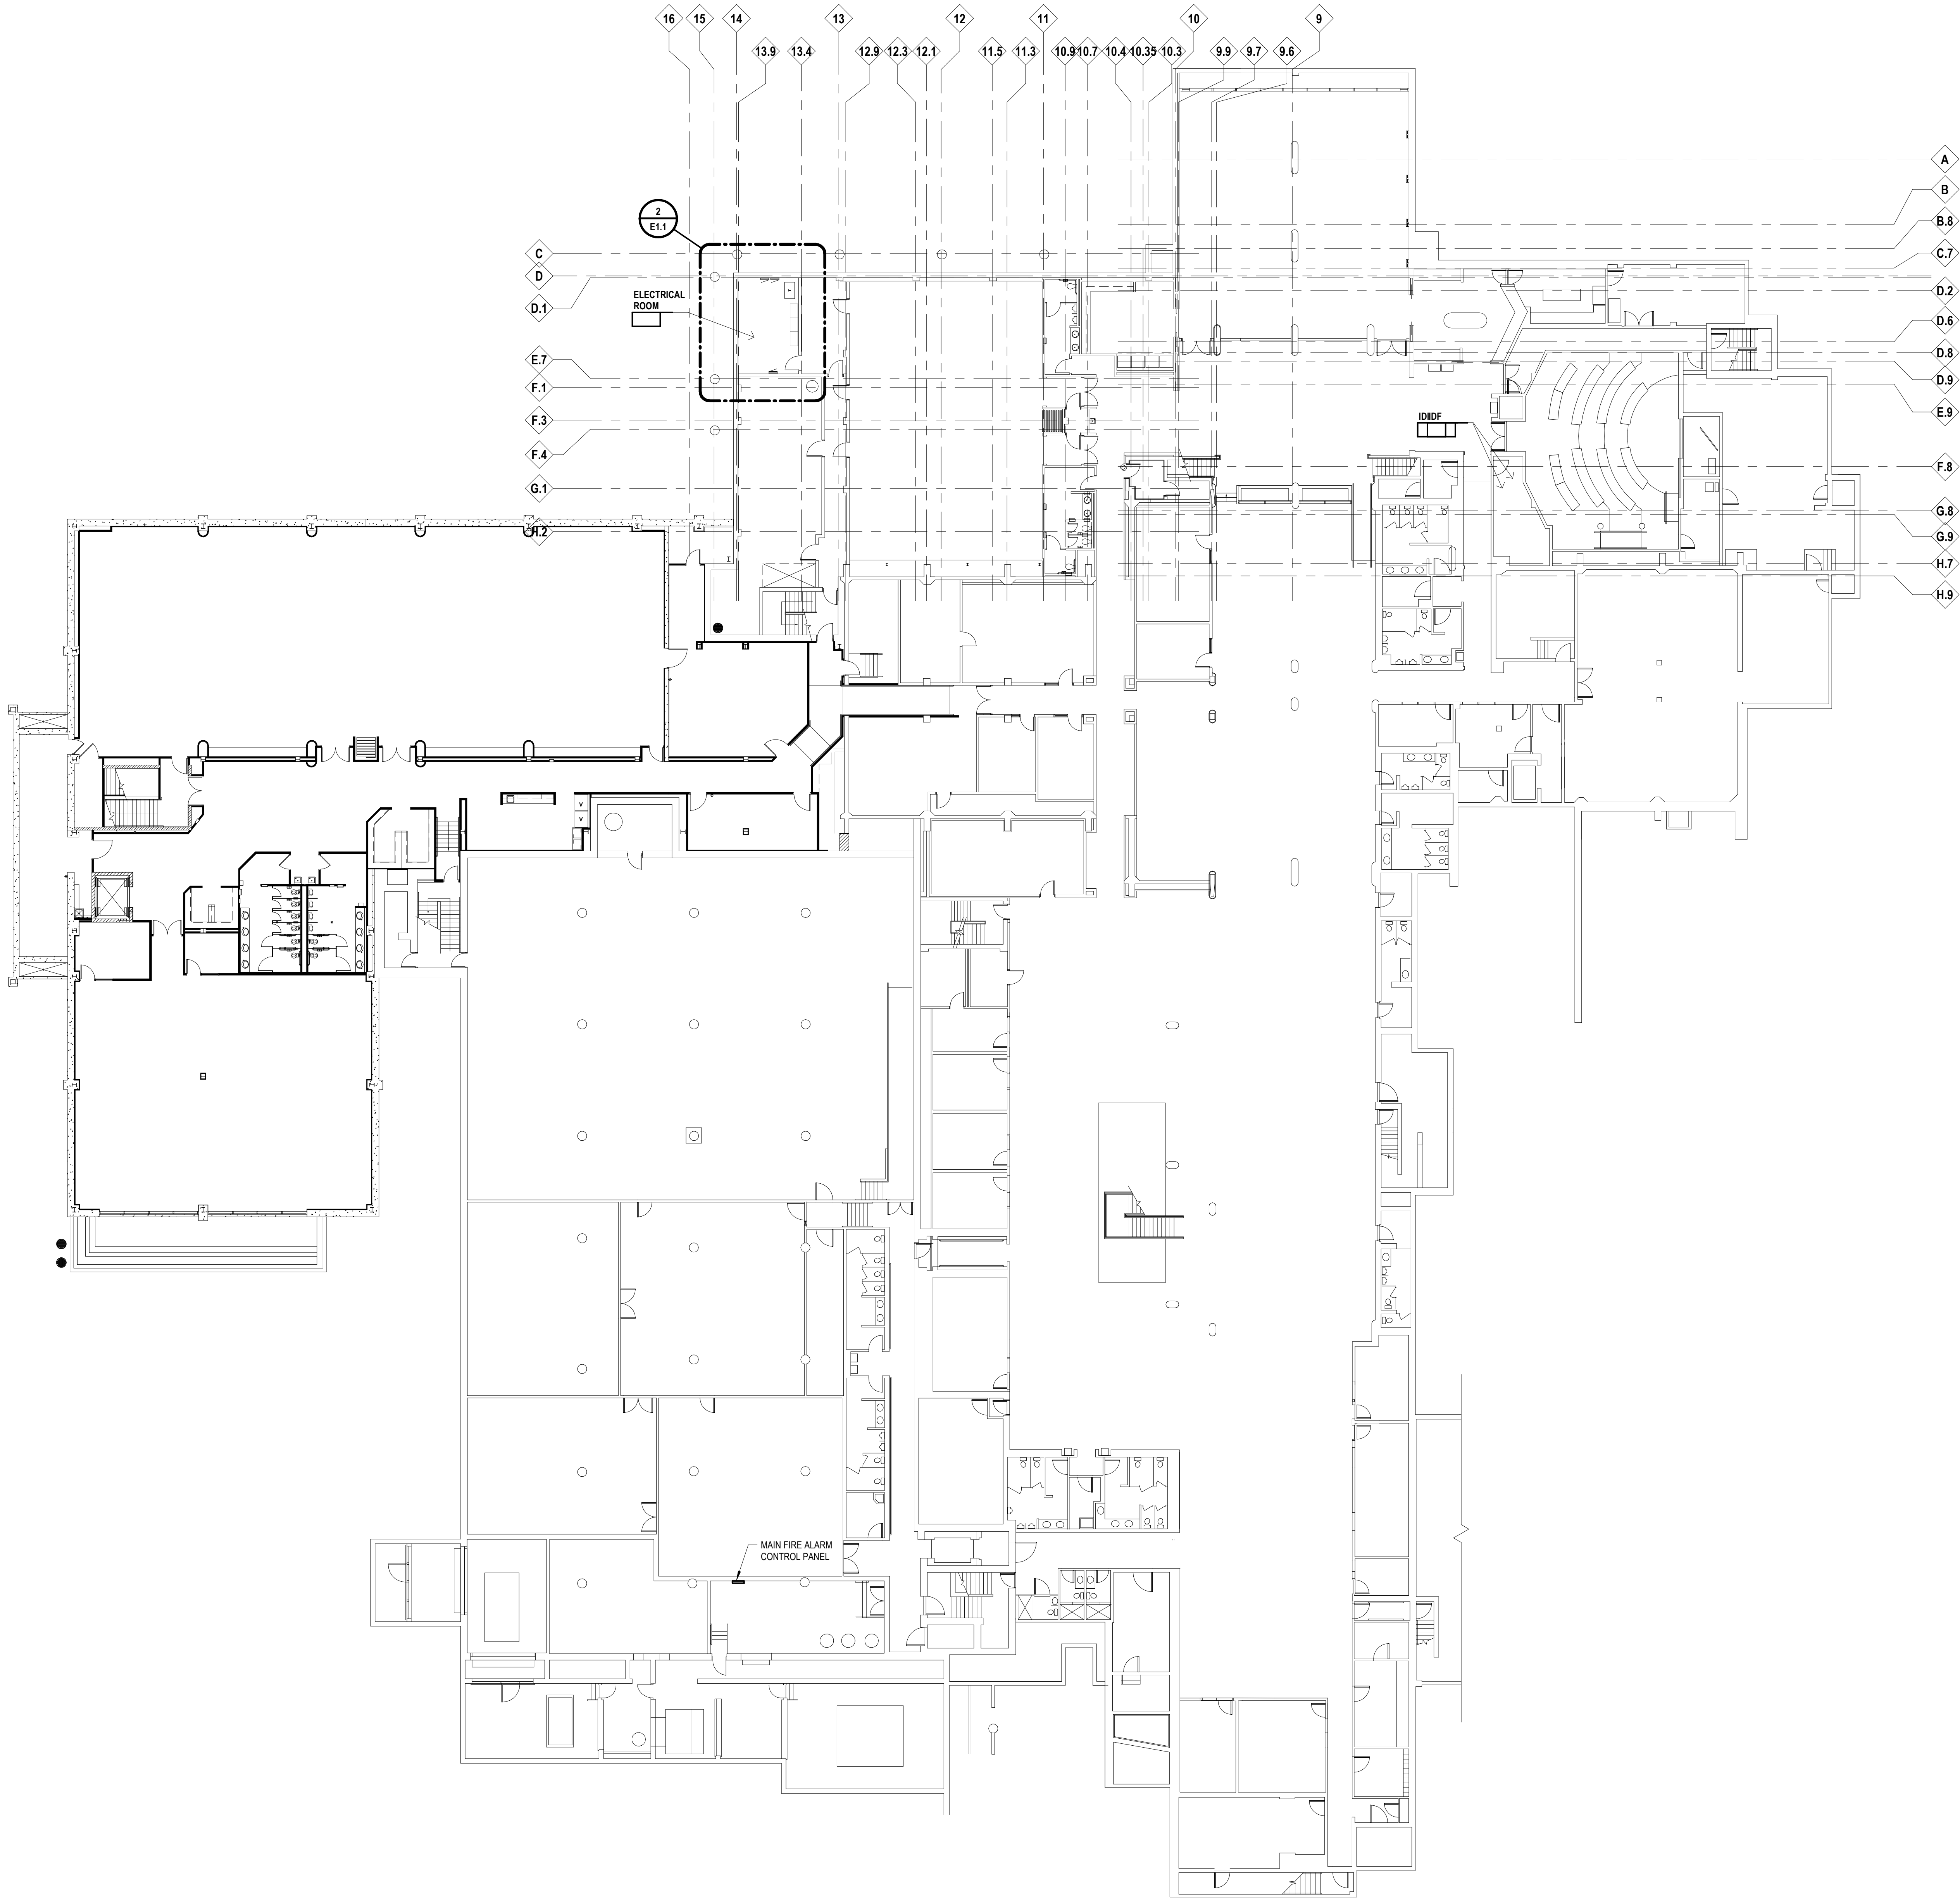 16
15
14
13
12
11
10
9
13.9
13.4
12.9
12.3
12.1
11.5
11.3
10.9
10.7
10.4
10.35
10.3
9.9
9.7
9.6
A
B
B.8
C.7
D.2
D.6
D.8
D.9
E.9
F.8
G.8
G.9
H.7
H.9
2
E1.1
C
D
D.1
E.7
F.1
F.3
F.4
G.1
H.2
ELECTRICAL
ROOM
T
V
V
MAIN FIRE ALARM
CONTROL PANEL